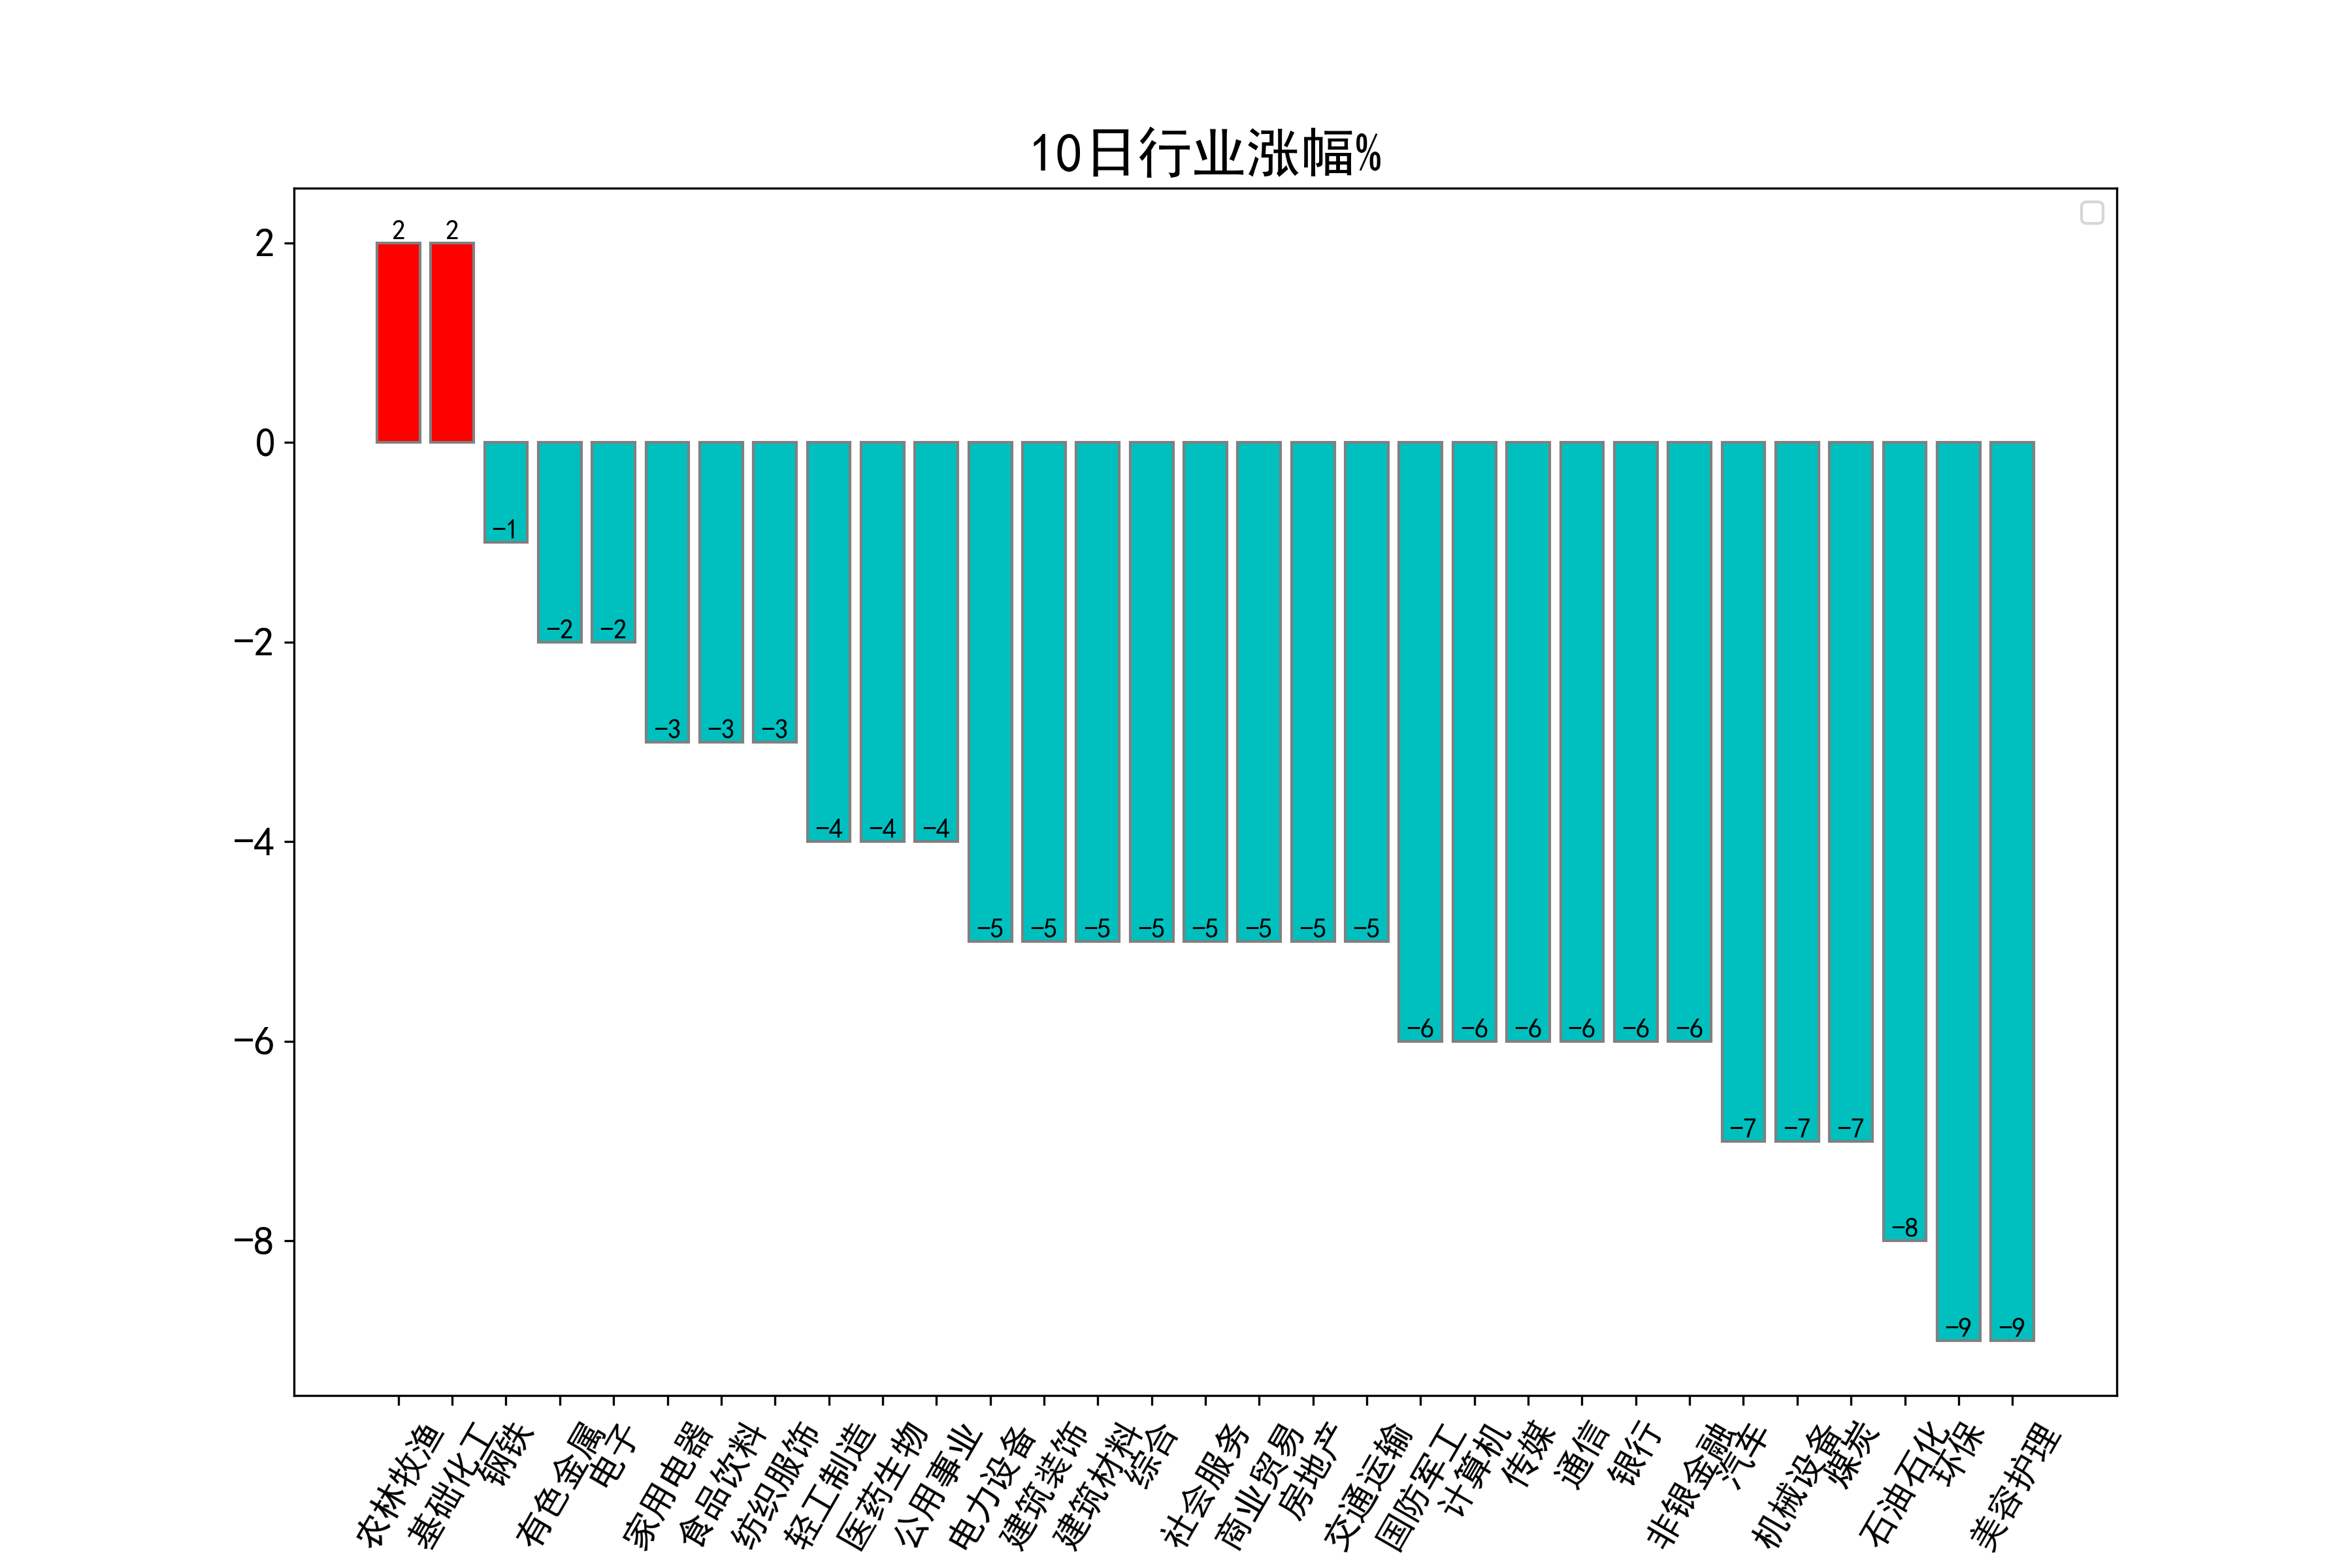 10日行业涨幅%
2
0
−2
−4
−6
−8
2
2
−1
−2
−2
−3
−3
−3
−4
−4
−4
−5
−5
−5
−5
−5
−5
−5
−5
−6
−6
−6
−6
−6
−6
−7
−7
−7
−8
−9
−9
农林牧渔
基础化工
钢铁
有色金属
电子
家用电器
食品饮料
纺织服饰
轻工制造
医药生物
公用事业
电力设备
建筑装饰
建筑材料
综合
社会服务
商业贸易
房地产
交通运输
国防军工
计算机
传媒
通信
银行
非银金融
汽车
机械设备
煤炭
石油石化
环保
美容护理